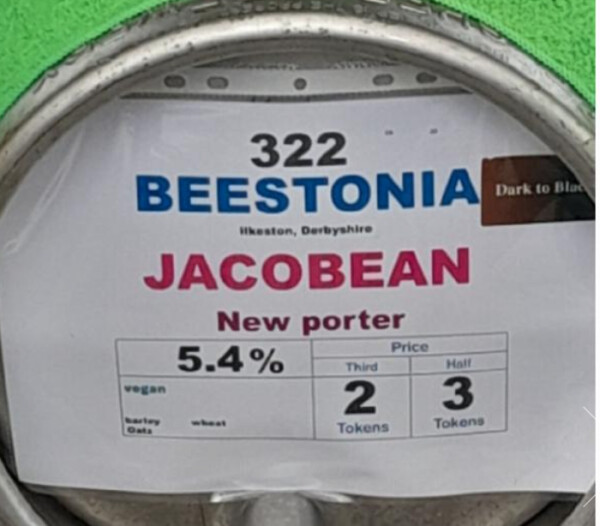 322
BEESTONIA
Dark to Blac
Ilkeston, Derbyshire
JACOBEAN
New porter
5.4%
Price
Third
Half
vegan
2
3
barley
wheat
Oats
Tokens
Tokens